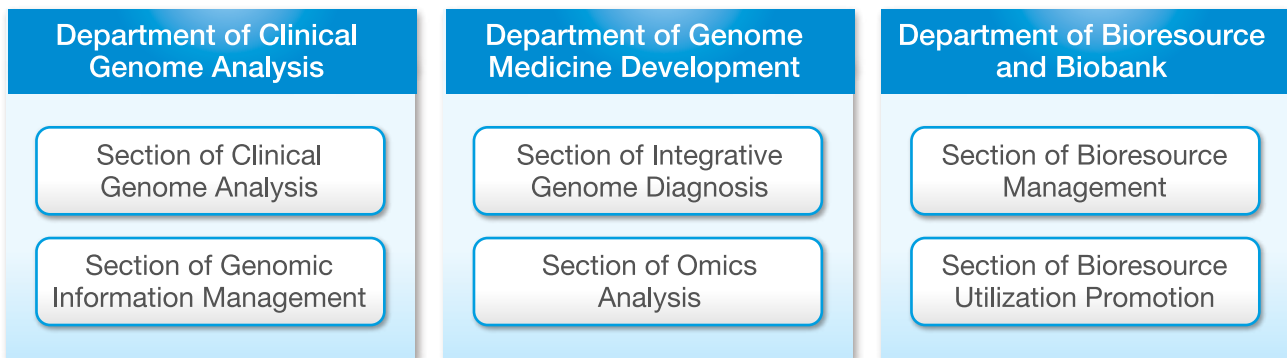 Department of Clinical
Genome Analysis
Section of Clinical
Genome Analysis
Section of Genomic
Information Management
Department of Genome
Medicine Development
Section of Integrative
Genome Diagnosis
Section of Omics
Analysis
Department of Bioresource
and Biobank
Section of Bioresource
Management
Section of Bioresource
Utilization Promotion